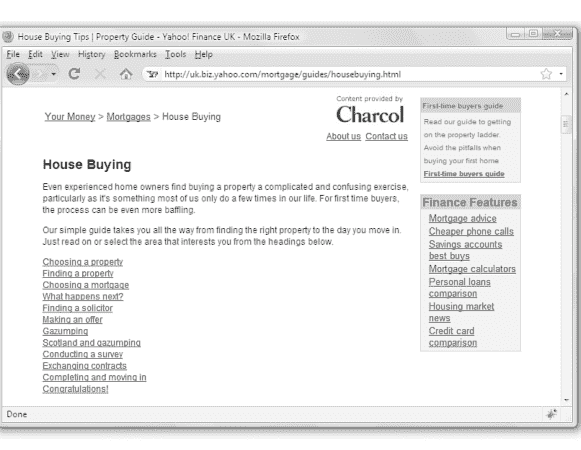 House Buying Tips | Property Guide - Yahoo! Finance UK - Mozilla Firefox
File Edit View History Bookmarks Tools Help
http://uk.biz.yahoo.com/mortgage/guides/housebuying.html
Your Money > Mortgages > House Buying
Content provided by
Charcol
About us Contact us
House Buying
Even experienced home owners find buying a property a complicated and confusing exercise,
particularly as it's something most of us only do a few times in our life. For first time buyers,
the process can be even more baffling.
Our simple guide takes you all the way from finding the right property to the day you move in.
Just read on or select the area that interests you from the headings below.
Choosing a property
Finding a property
Choosing a mortgage
What happens next?
Finding a solicitor
Making an offer
Gazumping
Scotland and gazumping
Conducting a survey
Exchanging contracts
Completing and moving in
Congratulations!
First-time buyers guide
Read our guide to getting
on the property ladder.
Avoid the pitfalls when
buying your first home
First-time buyers guide
Finance Features
Mortgage advice
Cheaper phone calls
Savings accounts
best buys
Mortgage calculators
Personal loans
comparison
Housing market
news
Credit card
comparison
Done